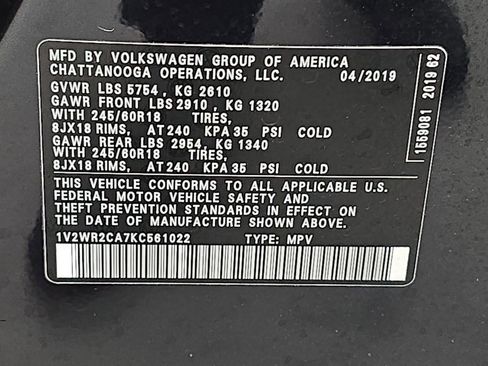 MFD BY VOLKSWAGEN GROUP OF AMERICA
CHATTANOOGA OPERATIONS, LLC. 04/2019
GVWR LBS 5754 , KG 2610
GAWR FRONT LBS 2910 , KG 1320
WITH 245/60R18 TIRES,
8JX18 RIMS, AT 240 KPA 35 PSI COLD
GAWR REAR LBS 2954, KG 1340
WITH 245/60R18 TIRES,
8JX18 RIMS, AT 240 KPA 35 PSI COLD
THIS VEHICLE CONFORMS TO ALL APPLICABLE U.S.
FEDERAL MOTOR VEHICLE SAFETY AND
THEFT PREVENTION STANDARDS IN EFFECT ON THE
DATE OF MANUFACTURE SHOWN ABOVE.
1V2WR2CA7KC561022 TYPE: MPV
1559081 2019 62